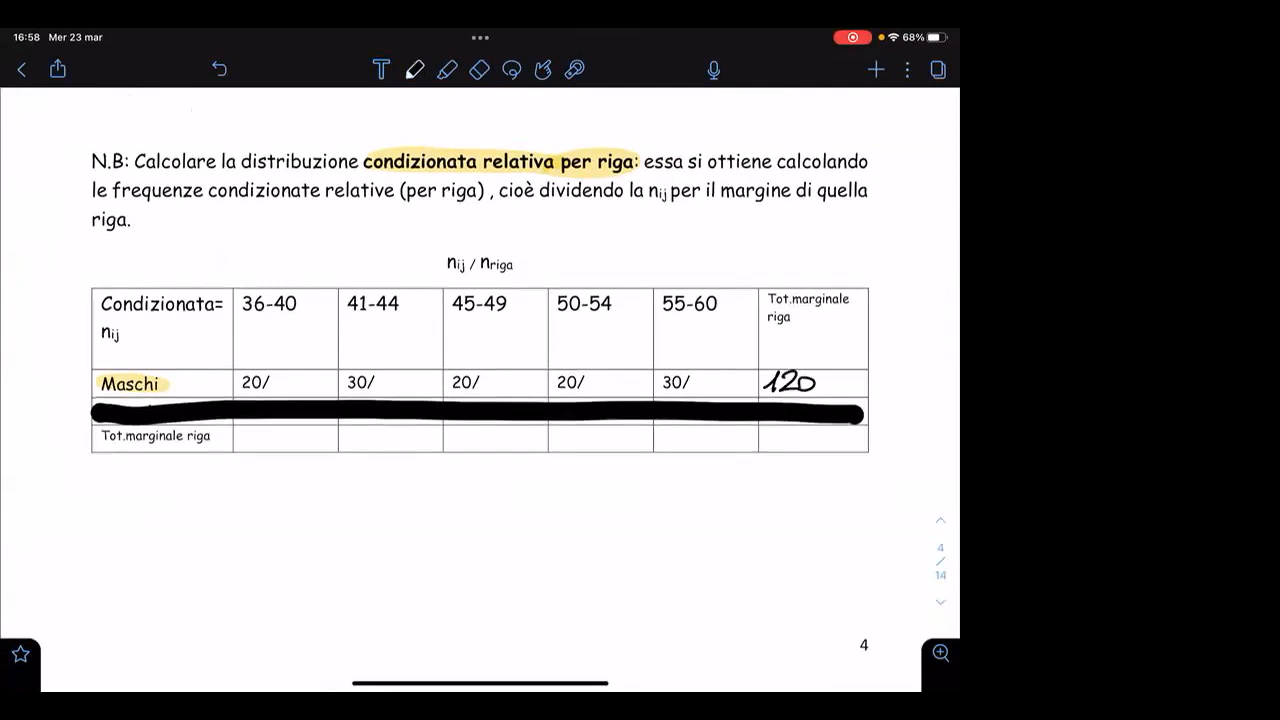 16:58 Mer 23 mar
68%
N.B: Calcolare la distribuzione condizionata relativa per riga: essa si ottiene calcolando
le frequenze condizionate relative (per riga) , cioè dividendo la nij per il margine di quella
riga.
nij / nriga
Condizionata= 36-40 41-44 45-49 50-54 55-60 Tot.marginale
nij riga
Maschi 20/ 30/ 20/ 20/ 30/ 120
Tot.marginale riga
4
/
14
4